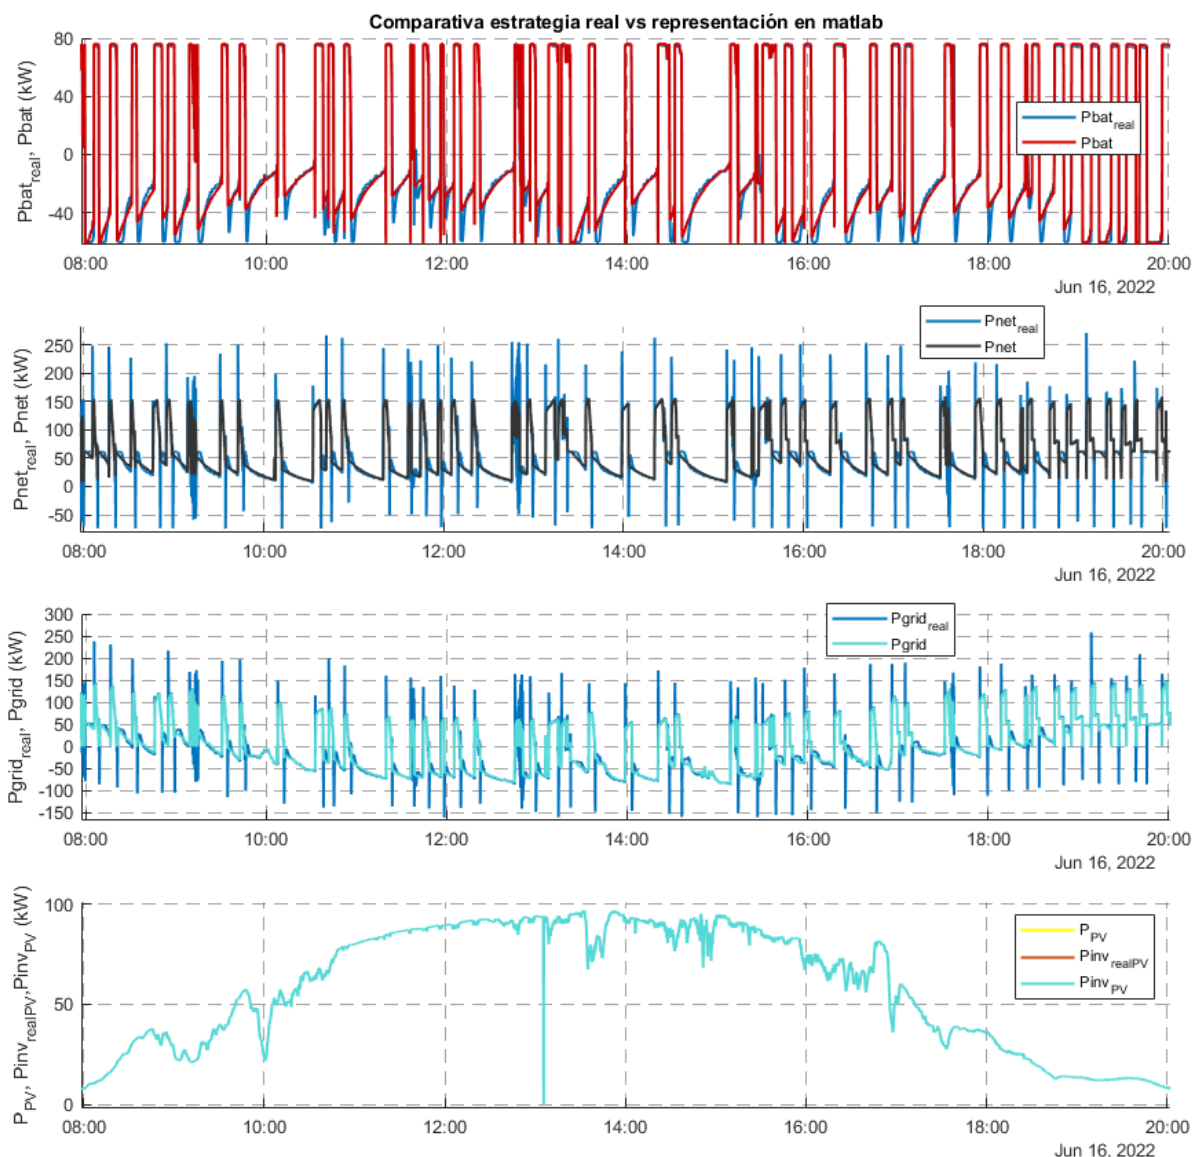 Comparativa estrategia real vs representación en matlab
Pbat_real, Pbat (kW)
80
40
0
-40
Pbat_real
Pbat
08:00 10:00 12:00 14:00 16:00 18:00 20:00
Jun 16, 2022
Pnet_real, Pnet (kW)
250
200
150
100
50
0
-50
Pnet_real
Pnet
08:00 10:00 12:00 14:00 16:00 18:00 20:00
Jun 16, 2022
Pgrid_real, Pgrid (kW)
300
250
200
150
100
50
0
-50
-100
-150
Pgrid_real
Pgrid
08:00 10:00 12:00 14:00 16:00 18:00 20:00
Jun 16, 2022
P_PV, Pinv_realPV, Pinv_PV (kW)
100
50
0
P_PV
Pinv_realPV
Pinv_PV
08:00 10:00 12:00 14:00 16:00 18:00 20:00
Jun 16, 2022